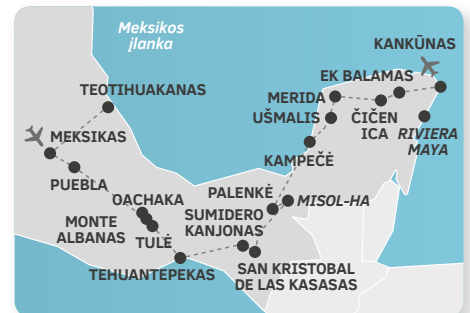 Meksikos
įlanka
KANKŪNAS
TEOTIHUAKANAS
EK BALAMAS
MERIDA
UŠMALIS
ČIČEN
ICA
RIVIERA
MAYA
MEKSIKAS
KAMPEČĖ
PUEBLA
OACHAKA
PALENKĖ
MISOL-HA
MONTE
ALBANAS
SUMIDERO
KANJONAS
TULĖ
TEHUANTEPEKAS
SAN KRISTOBAL
DE LAS KASASAS